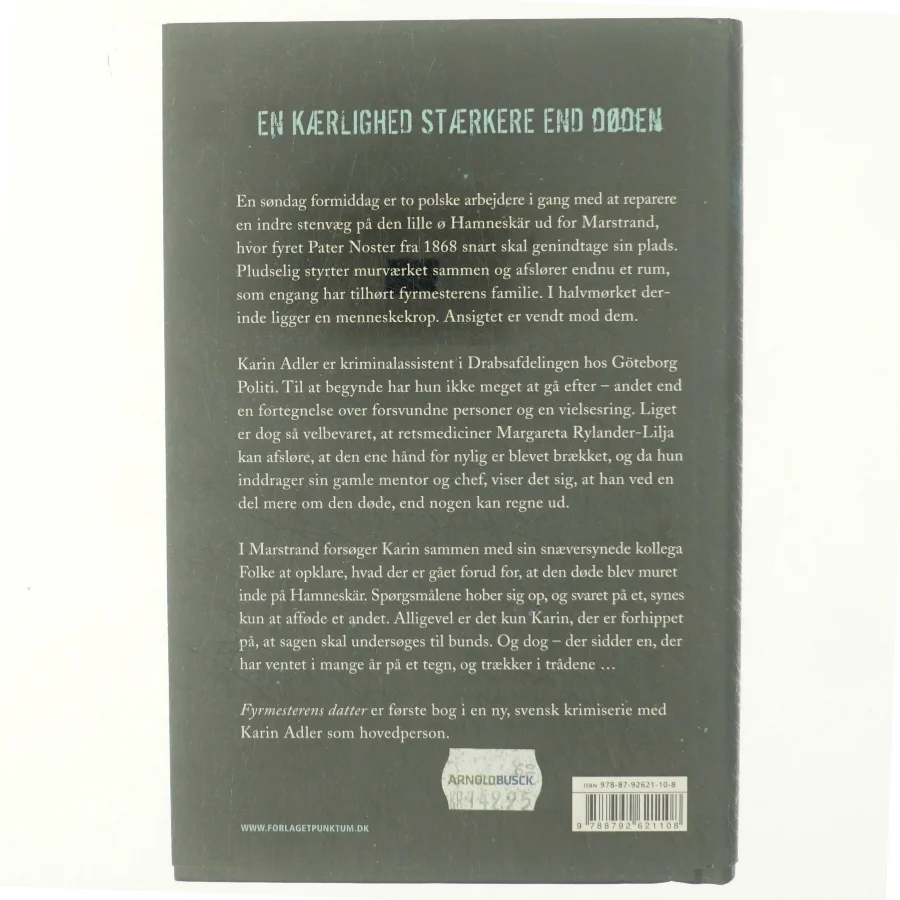 EN KÆRLIGHED STÆRKERE END DØDEN
En søndag formiddag er to polske arbejdere i gang med at reparere
en indre stenvæg på den lille ø Hamneskär ud for Marstrand,
hvor fyret Pater Noster fra 1868 snart skal genindtage sin plads.
Pludselig styrter murværket sammen og afslører endnu et rum,
som engang har tilhørt fyrmesterens familie. I halvmørket der-
inde ligger en menneskekrop. Ansigtet er vendt mod dem.
Karin Adler er kriminalassistent i Drabsafdelingen hos Göteborg
Politi. Til at begynde har hun ikke meget at gå efter – andet end
en fortegnelse over forsvundne personer og en vielsesring. Liget
er dog så velbevaret, at retsmediciner Margareta Rylander-Lilja
kan afsløre, at den ene hånd for nylig er blevet brækket, og da hun
inddrager sin gamle mentor og chef, viser det sig, at han ved en
del mere om den døde, end nogen kan regne ud.
I Marstrand forsøger Karin sammen med sin snæversynede kollega
Folke at opklare, hvad der er gået forud for, at den døde blev muret
inde på Hamneskär. Spørgsmålene hober sig op, og svaret på et, synes
kun at afføde et andet. Alligevel er det kun Karin, der er forhippet
på, at sagen skal undersøges til bunds. Og dog – der sidder en, der
har ventet i mange år på et tegn, og trækker i trådene …
Fyrmesterens datter er første bog i en ny, svensk krimiserie med
Karin Adler som hovedperson.
ARNOLDBUSCK
WWW.FORLAGETPUNKTUM.DK
ISBN 978-87-92621-10-8
9 788792 621108